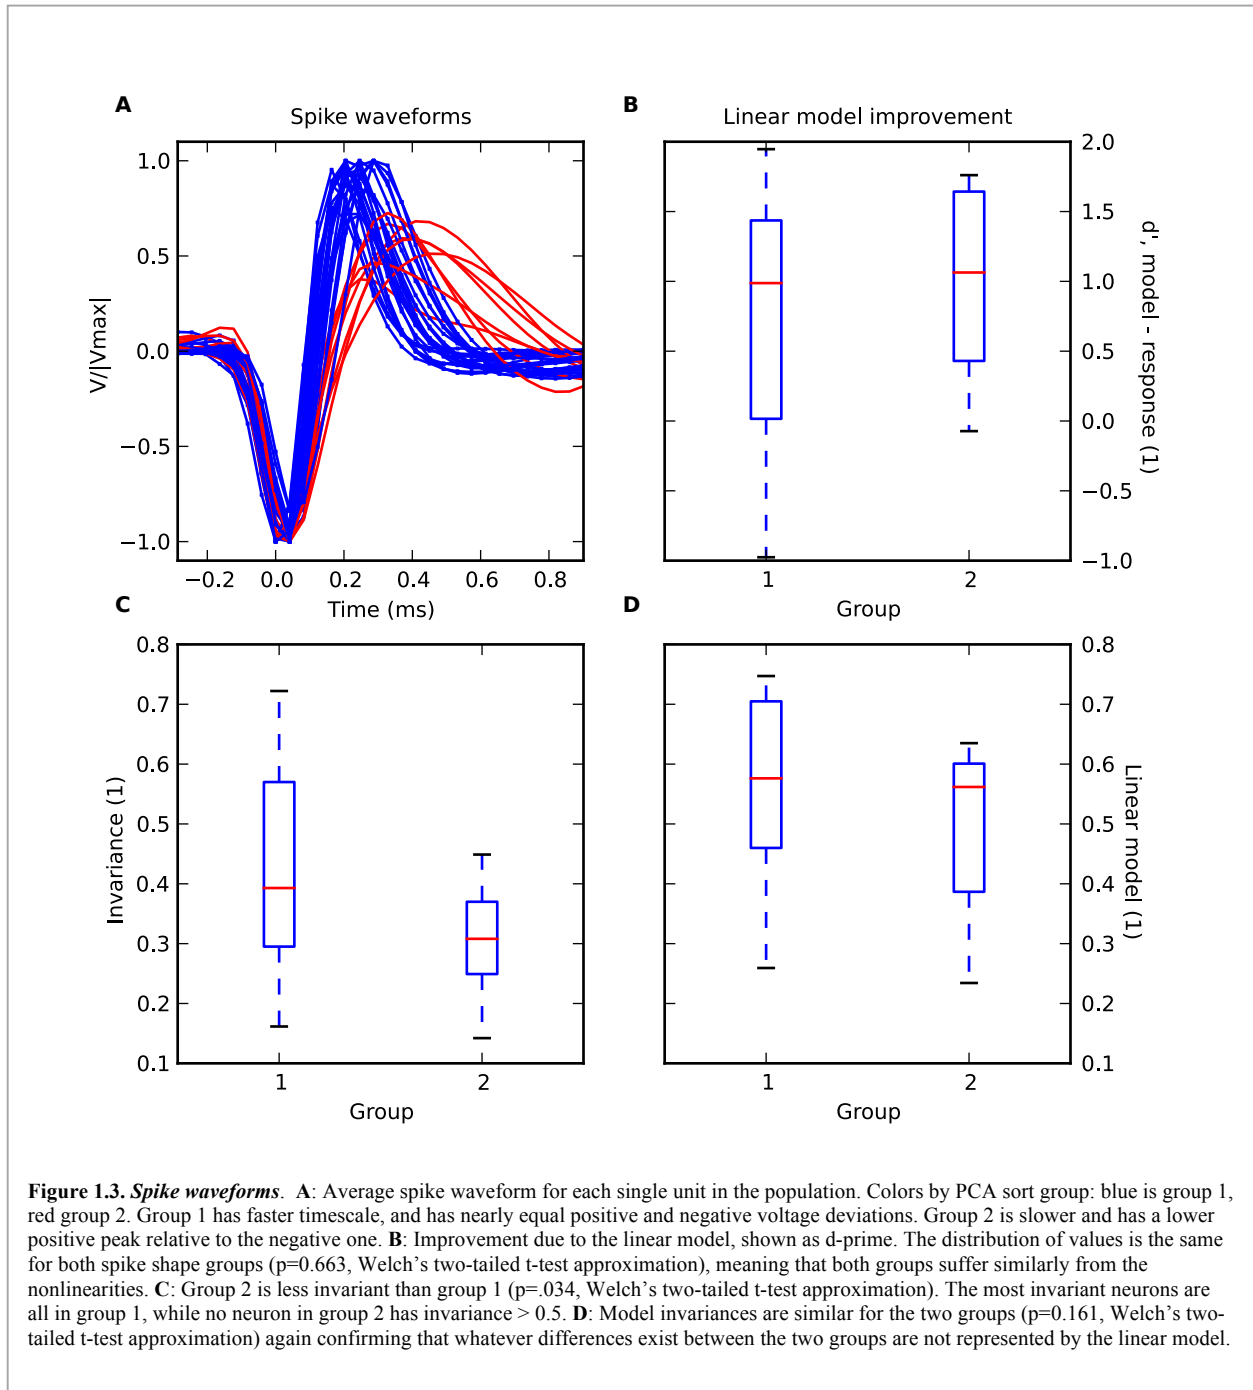 A
Spike waveforms
1.0
0.5
0.0
−0.5
−1.0
V/|Vmax|
−0.2 0.0 0.2 0.4 0.6 0.8
Time (ms)
B
Linear model improvement
2.0
1.5
1.0
0.5
0.0
−0.5
−1.0
d', model - response (1)
1 2
Group
C
0.8
0.7
0.6
0.5
0.4
0.3
0.2
0.1
Invariance (1)
1 2
Group
D
0.8
0.7
0.6
0.5
0.4
0.3
0.2
0.1
Linear model (1)
1 2
Group
Figure 1.3. Spike waveforms. A: Average spike waveform for each single unit in the population. Colors by PCA sort group: blue is group 1,
red group 2. Group 1 has faster timescale, and has nearly equal positive and negative voltage deviations. Group 2 is slower and has a lower
positive peak relative to the negative one. B: Improvement due to the linear model, shown as d-prime. The distribution of values is the same
for both spike shape groups (p=0.663, Welch’s two-tailed t-test approximation), meaning that both groups suffer similarly from the
nonlinearities. C: Group 2 is less invariant than group 1 (p=.034, Welch’s two-tailed t-test approximation). The most invariant neurons are
all in group 1, while no neuron in group 2 has invariance > 0.5. D: Model invariances are similar for the two groups (p=0.161, Welch’s two-
tailed t-test approximation) again confirming that whatever differences exist between the two groups are not represented by the linear model.